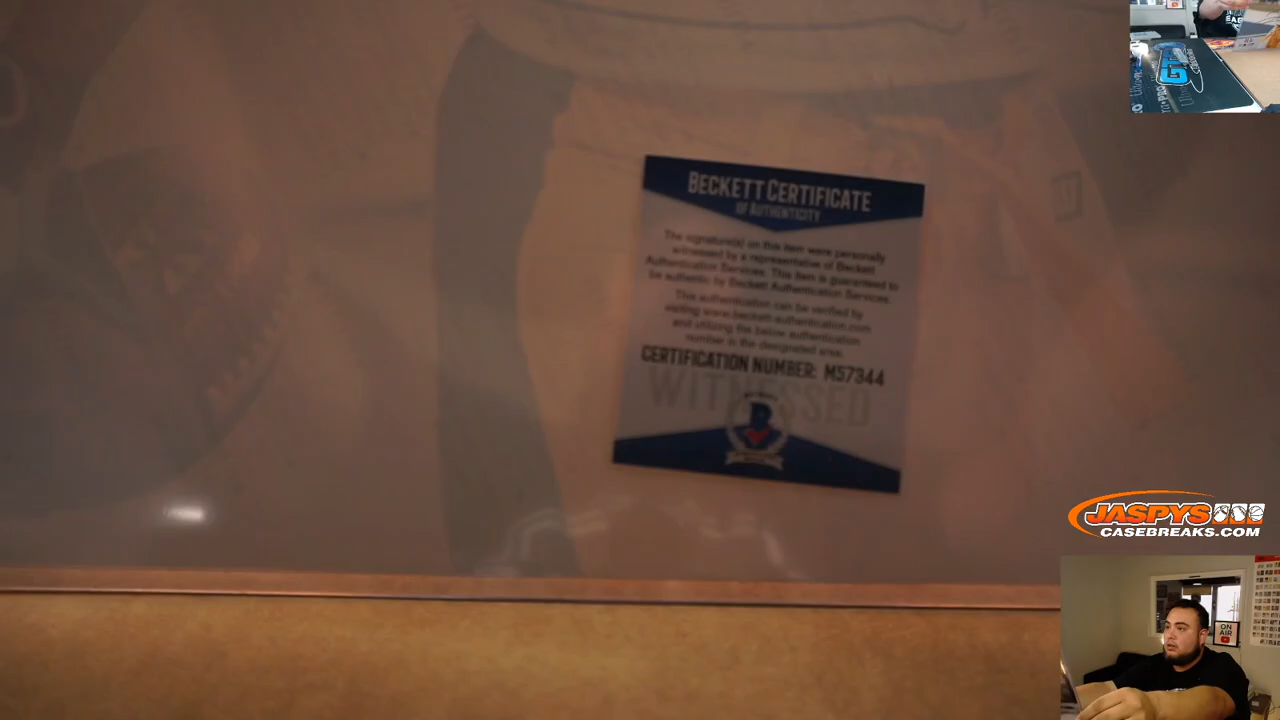 BECKETT CERTIFICATE
OF AUTHENTICITY
The signature(s) on this item were personally
witnessed by a representative of Beckett
Authentication Services. This item is guaranteed to
be authentic by Beckett Authentication Services.
This authentication can be verified by
visiting www.beckett-authentication.com
and utilizing the below authentication
number in the designated area.
CERTIFICATION NUMBER: M57344
WITNESSED
JASPYS
CASEBREAKS.COM
ON
AIR